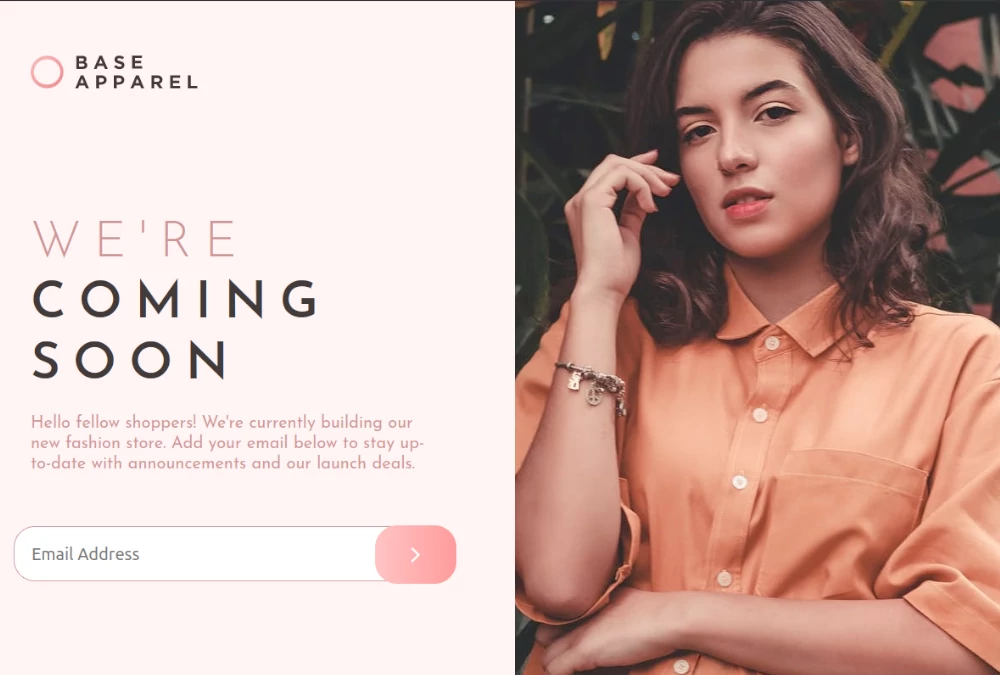 BASE
APPAREL
WE'RE
COMING
SOON
Hello fellow shoppers! We're currently building our
new fashion store. Add your email below to stay up-
to-date with announcements and our launch deals.
Email Address